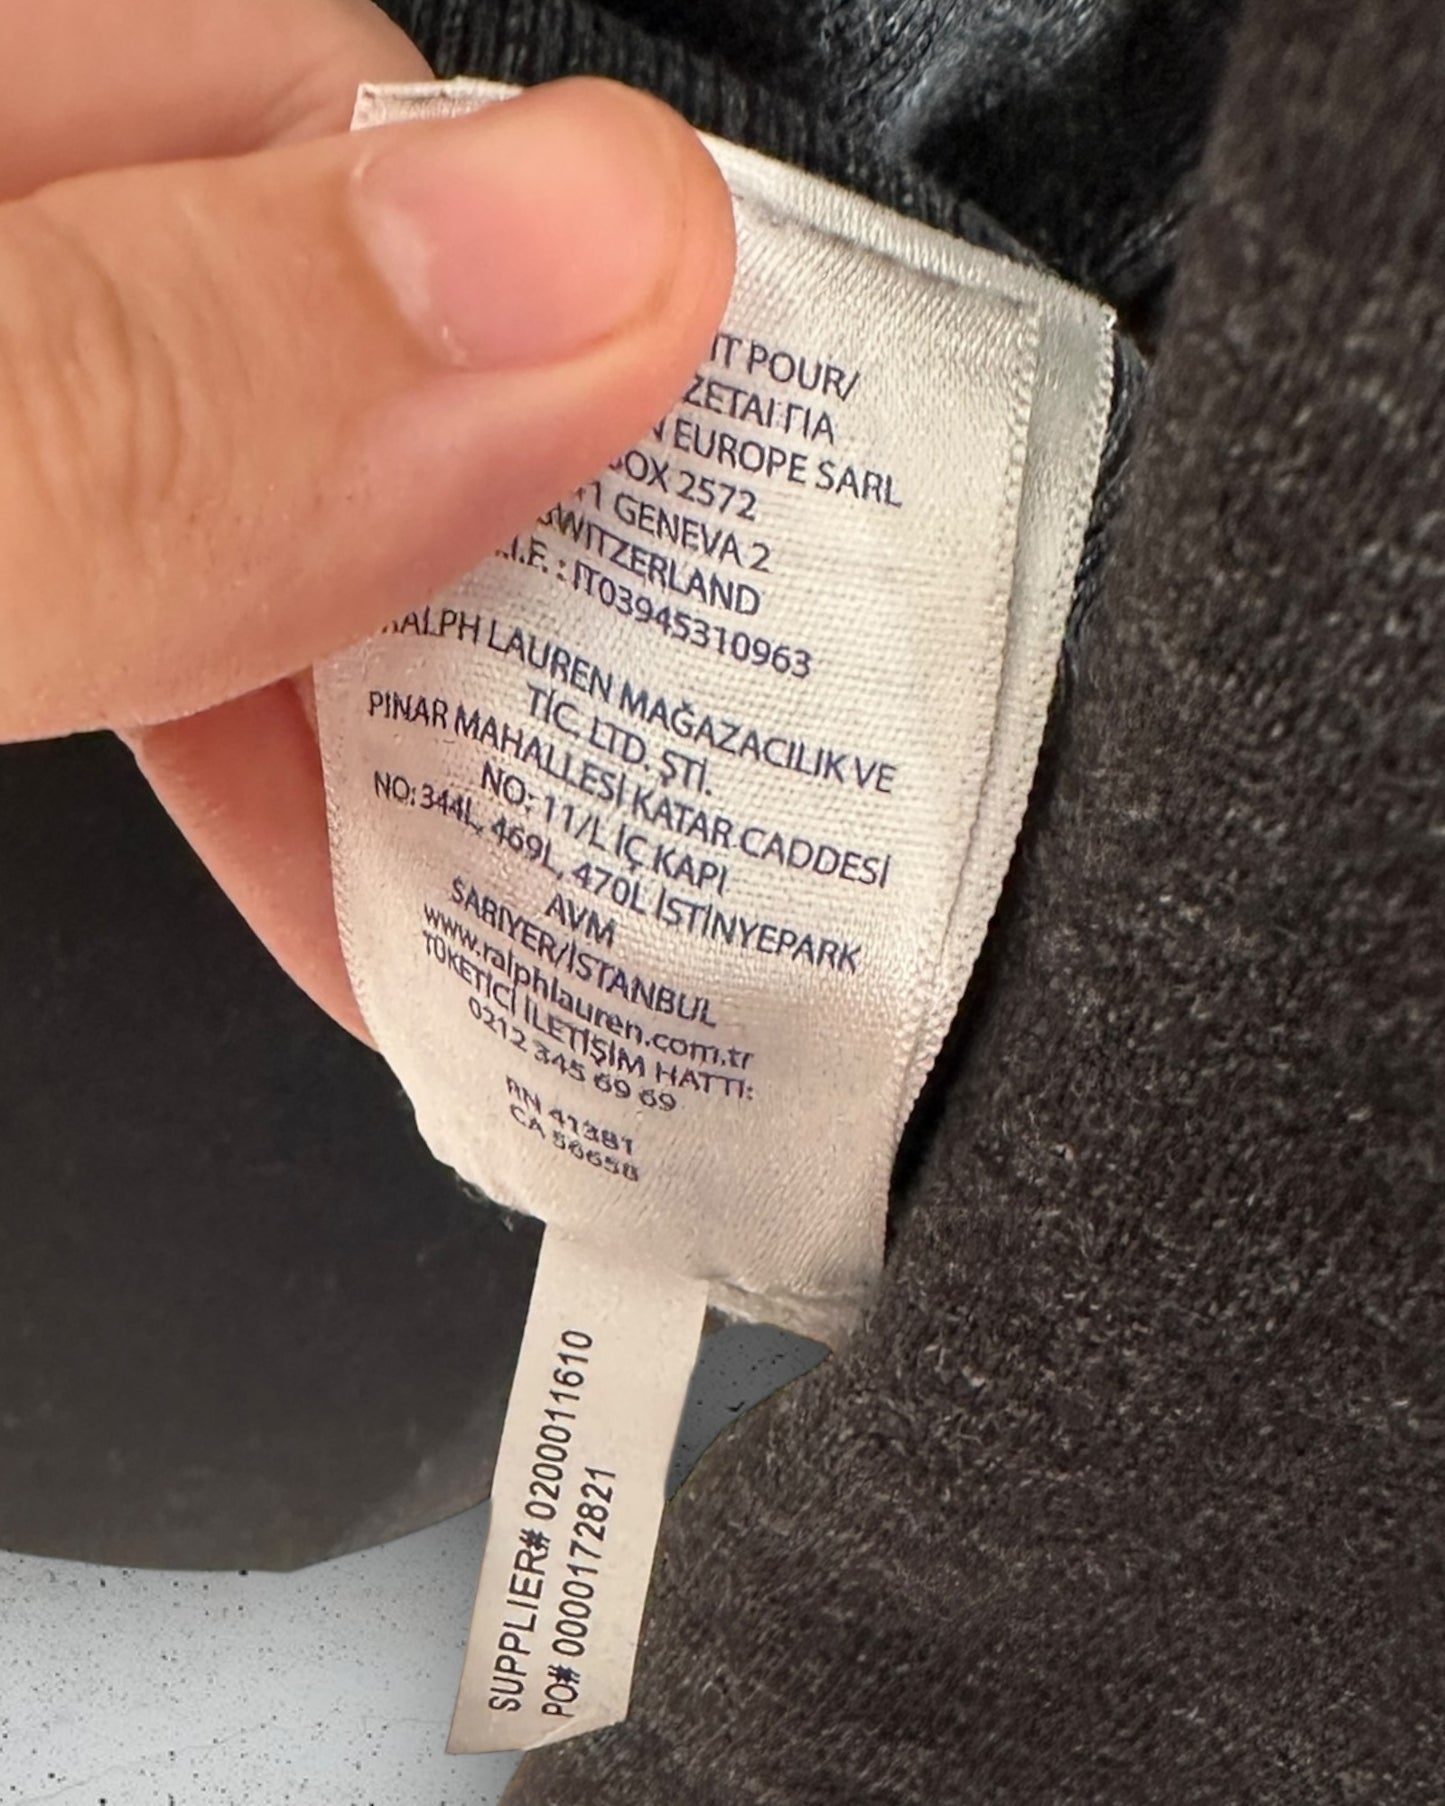 IT POUR/
ΖΕΤΑΙ ΓΙΑ
N EUROPE SARL
BOX 2572
11 GENEVA 2
SWITZERLAND
.I.F. : IT03945310963
RALPH LAUREN MAĞAZACILIK VE
TİC. LTD. ŞTİ.
PINAR MAHALLESİ KATAR CADDESİ
NO: 11/L İÇ KAPI
NO: 344L, 469L, 470L İSTİNYEPARK
AVM
SARIYER/İSTANBUL
www.ralphlauren.com.tr
TÜKETİCİ İLETİŞİM HATTI:
0212 345 69 69
RN 41381
CA 56658
SUPPLIER# 0200011610
PO# 0000172821